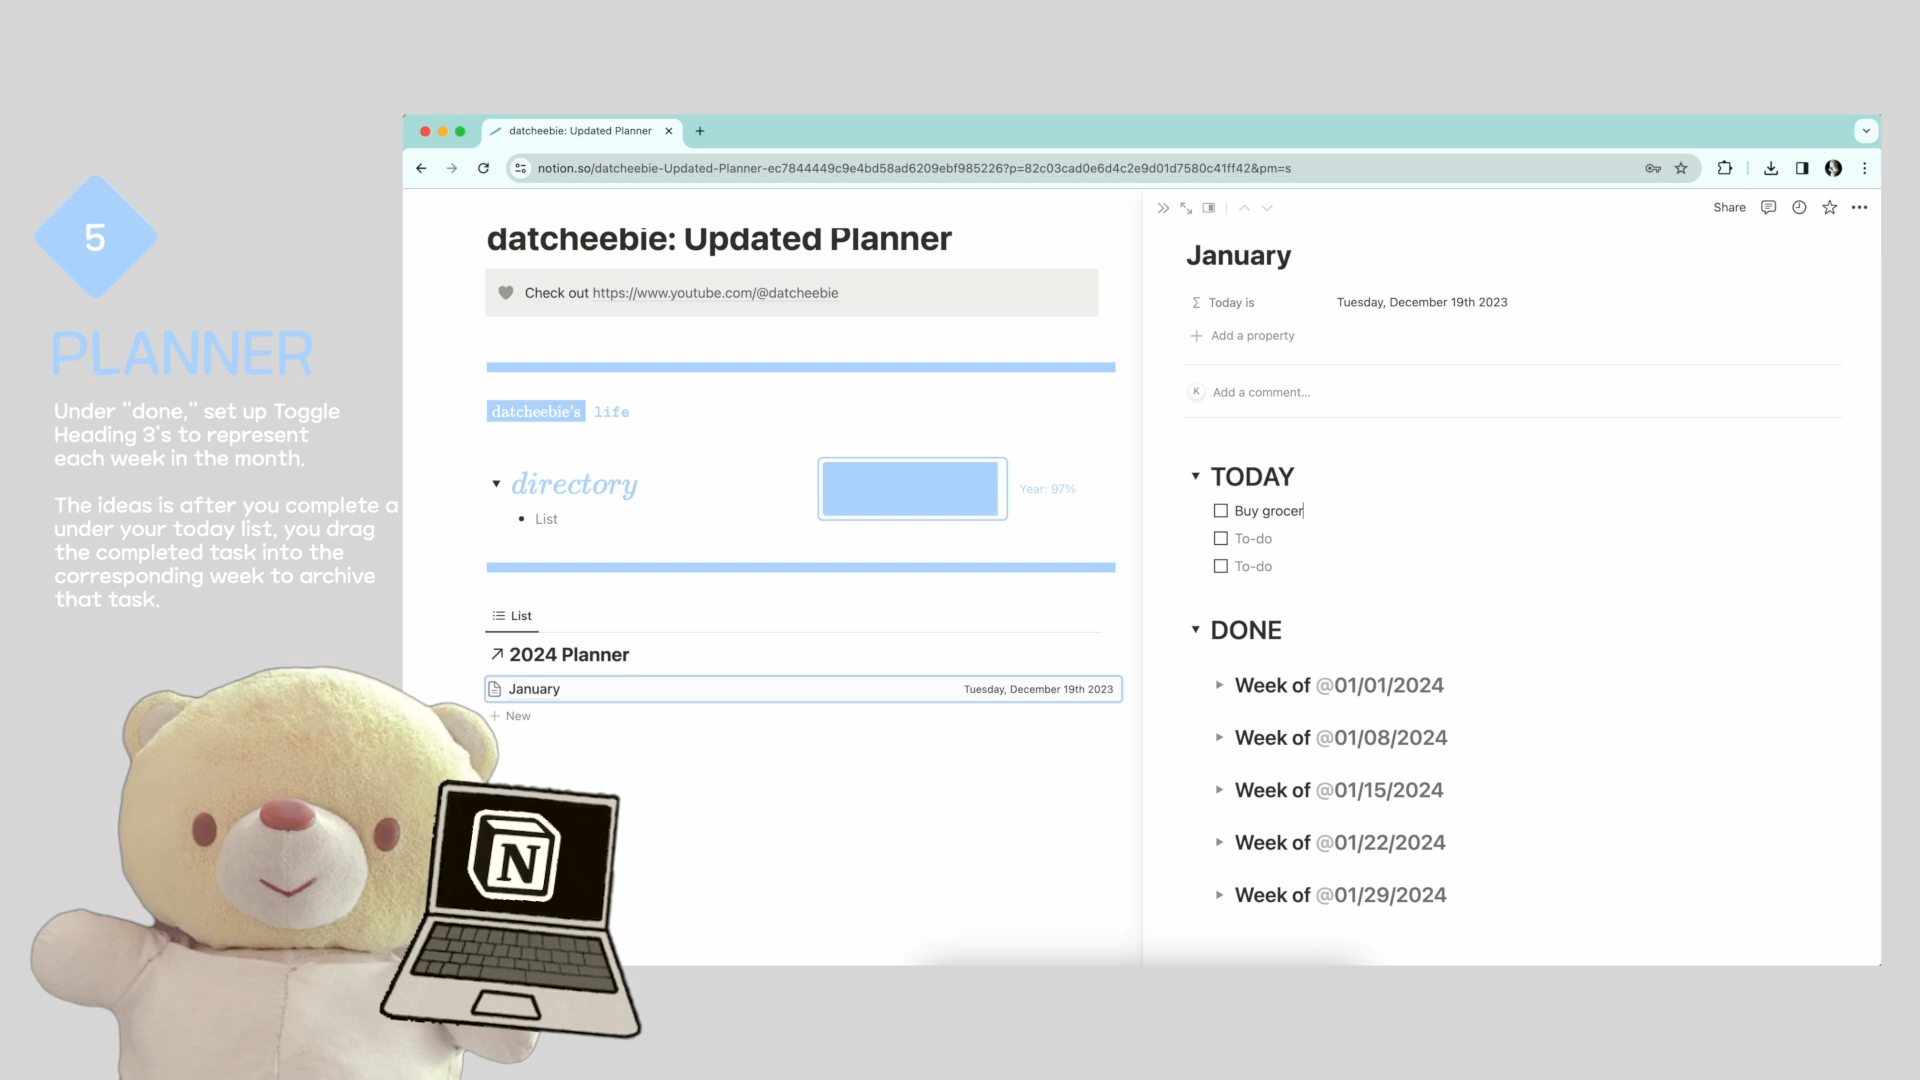 5
PLANNER
Under "done," set up Toggle
Heading 3's to represent
each week in the month.
The ideas is after you complete a
under your today list, you drag
the completed task into the
corresponding week to archive
that task.
datcheebie: Updated Planner
notion.so/datcheebie-Updated-Planner-ec7844449c9e4bd58ad6209ebf985226?p=82c03cad0e6d4c2e9d01d7580c41ff42&pm=s
datcheebie: Updated Planner
Check out https://www.youtube.com/@datcheebie
datcheebie's life
directory
List
Year: 97%
List
2024 Planner
January Tuesday, December 19th 2023
New
Share
January
Today is Tuesday, December 19th 2023
Add a property
K Add a comment...
TODAY
Buy grocer
To-do
To-do
DONE
Week of @01/01/2024
Week of @01/08/2024
Week of @01/15/2024
Week of @01/22/2024
Week of @01/29/2024
N